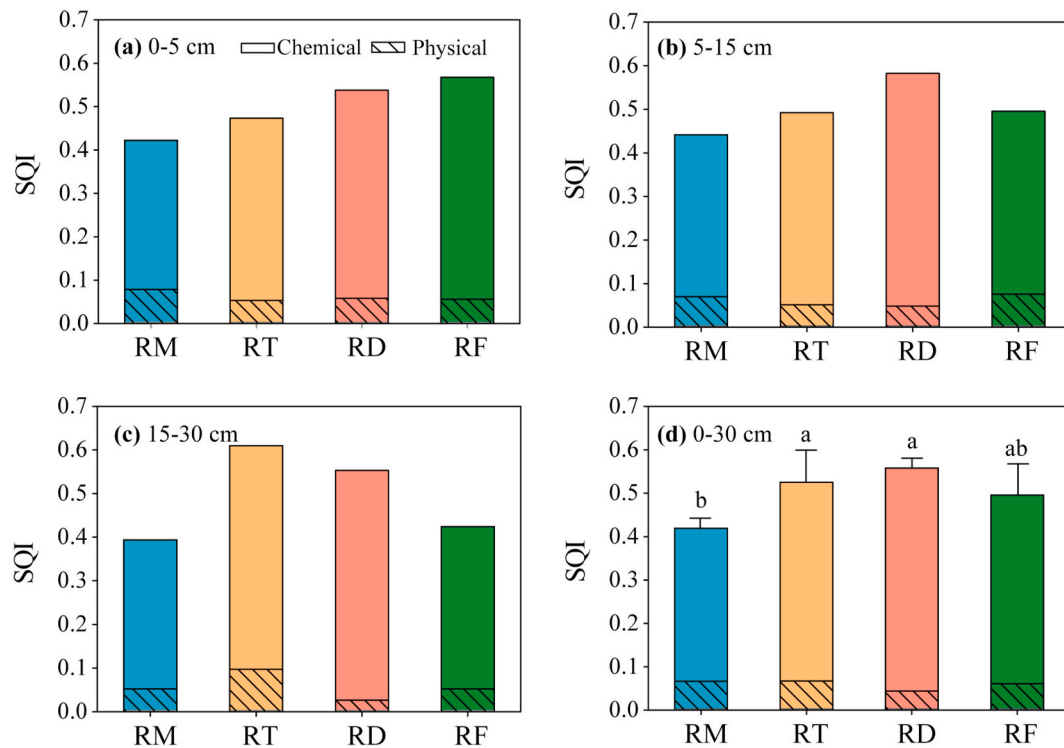 (a) 0-5 cm
Chemical
Physical
SQI
0.7
0.6
0.5
0.4
0.3
0.2
0.1
0.0
RM RT RD RF
(b) 5-15 cm
SQI
0.7
0.6
0.5
0.4
0.3
0.2
0.1
0.0
RM RT RD RF
(c) 15-30 cm
SQI
0.7
0.6
0.5
0.4
0.3
0.2
0.1
0.0
RM RT RD RF
(d) 0-30 cm
SQI
0.7
0.6
0.5
0.4
0.3
0.2
0.1
0.0
b a a ab
RM RT RD RF